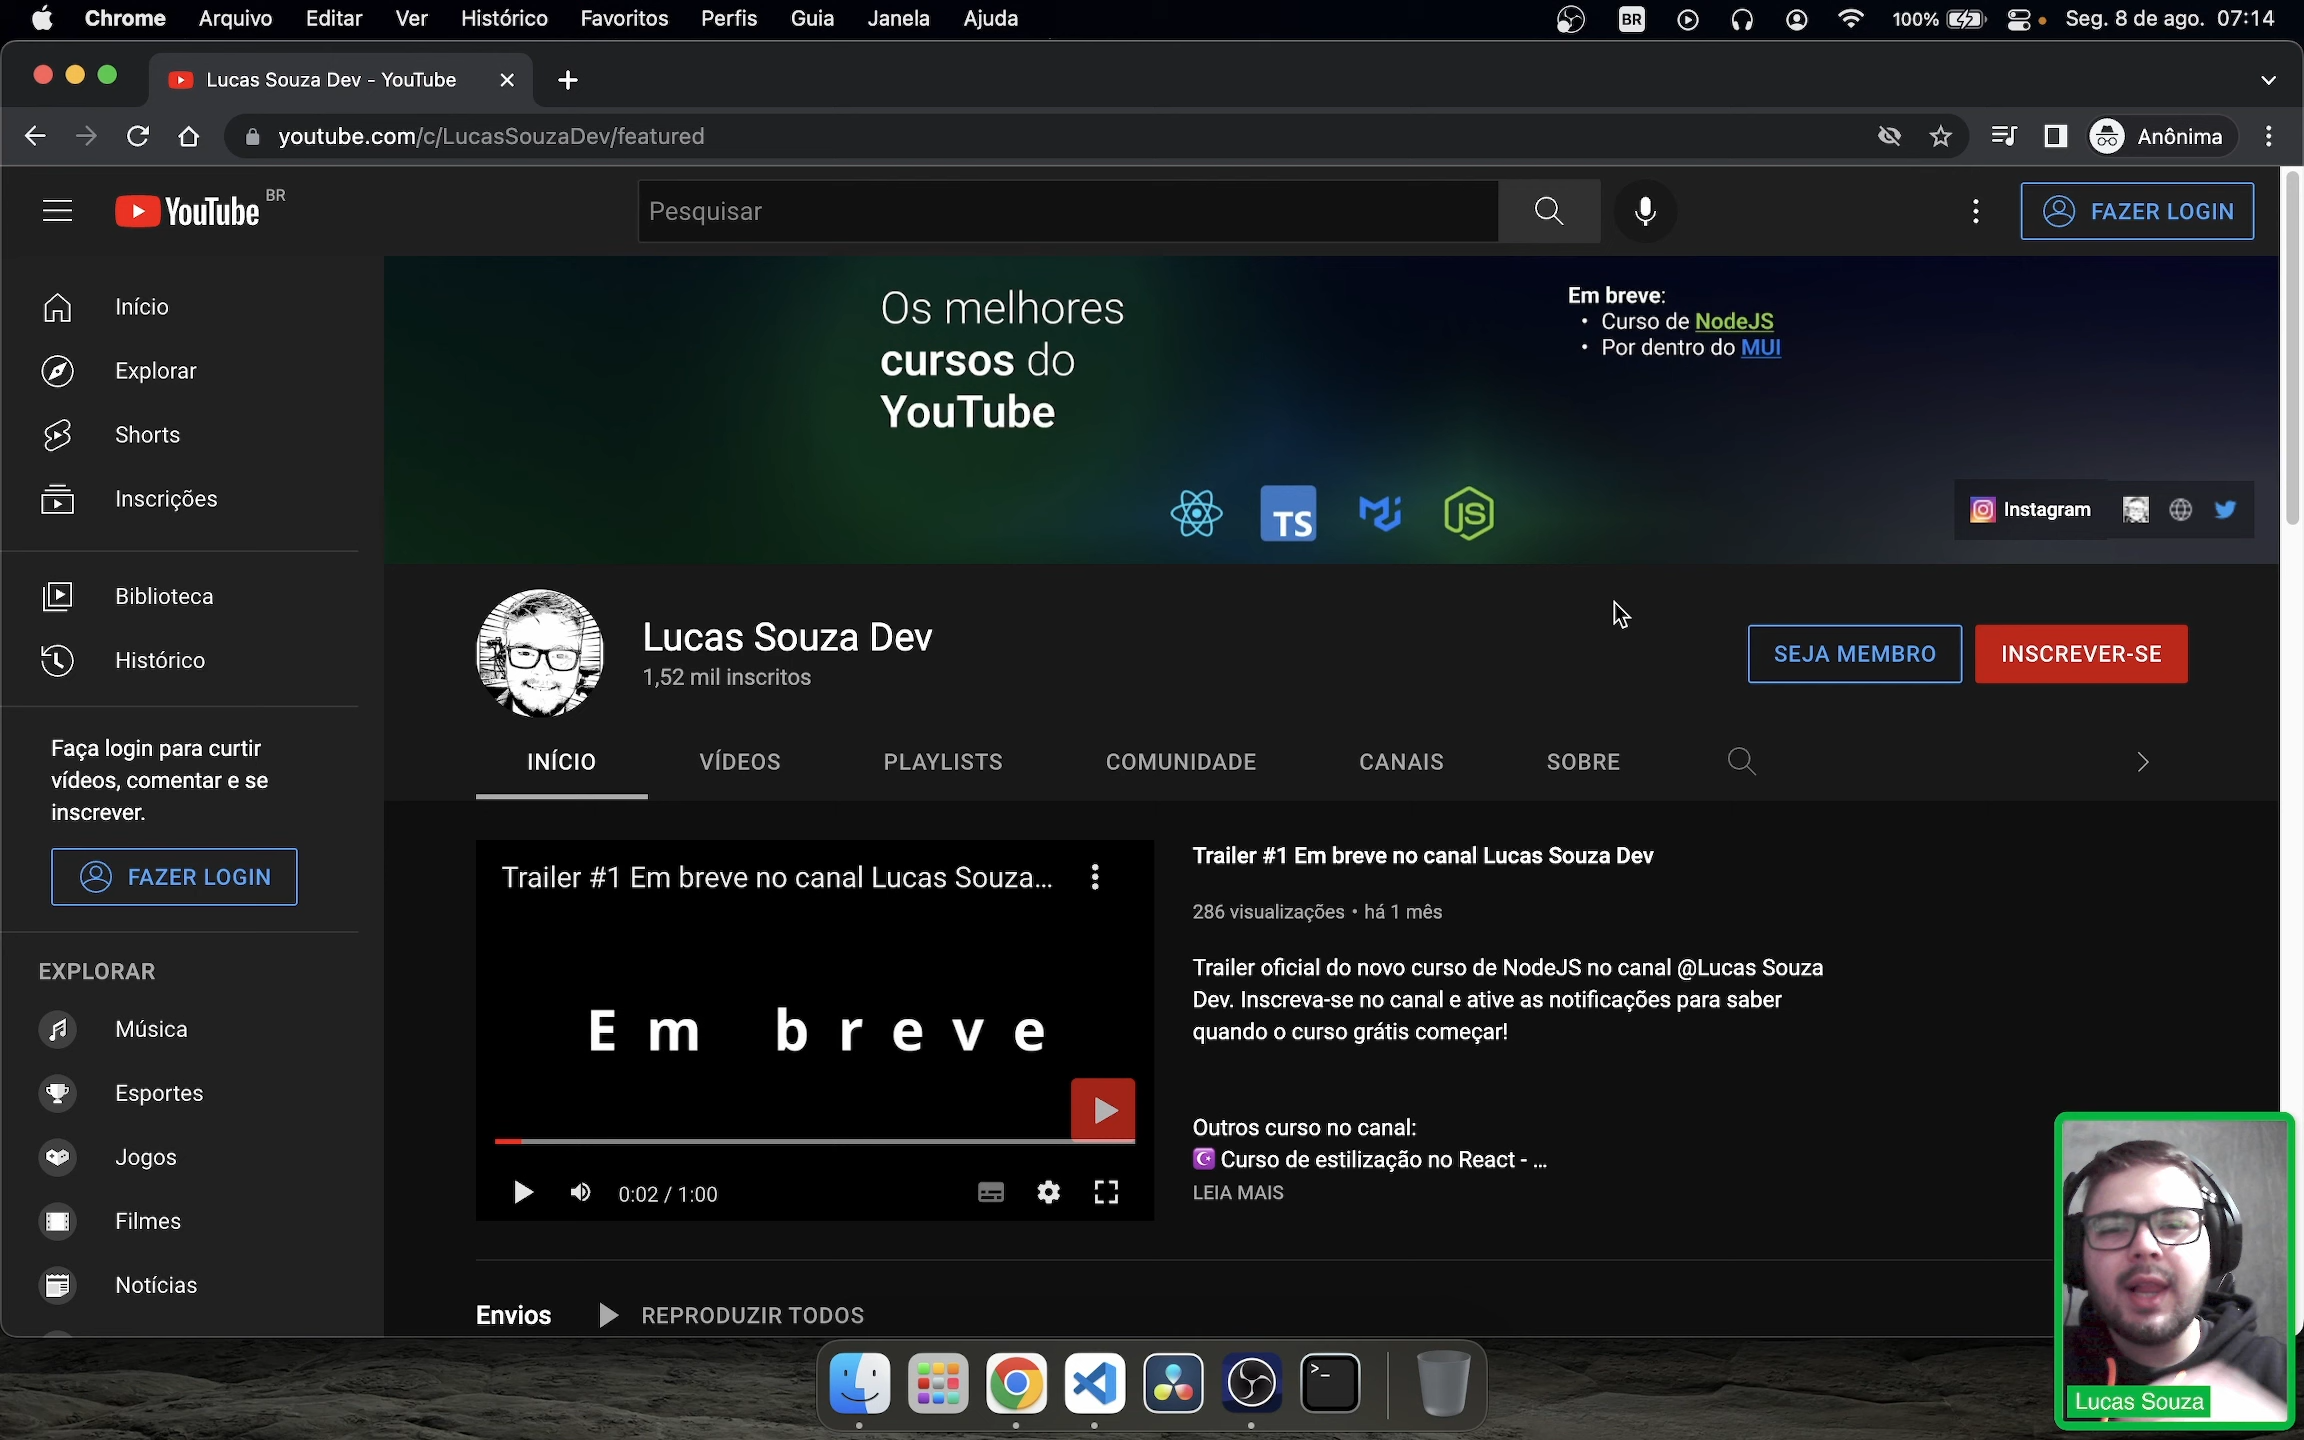 Chrome Arquivo Editar Ver Histórico Favoritos Perfis Guia Janela Ajuda BR 100% Seg. 8 de ago. 07:14
Lucas Souza Dev - YouTube
youtube.com/c/LucasSouzaDev/featured
Anônima
YouTube BR
Pesquisar
FAZER LOGIN
Início
Explorar
Shorts
Inscrições
Biblioteca
Histórico
Faça login para curtir
vídeos, comentar e se
inscrever.
FAZER LOGIN
EXPLORAR
Música
Esportes
Jogos
Filmes
Notícias
Os melhores
cursos do
YouTube
Em breve:
• Curso de NodeJS
• Por dentro do MUI
TS
JS
Instagram
Lucas Souza Dev
1,52 mil inscritos
SEJA MEMBRO
INSCREVER-SE
INÍCIO VÍDEOS PLAYLISTS COMUNIDADE CANAIS SOBRE
Trailer #1 Em breve no canal Lucas Souza...
Em breve
0:02 / 1:00
Trailer #1 Em breve no canal Lucas Souza Dev
286 visualizações • há 1 mês
Trailer oficial do novo curso de NodeJS no canal @Lucas Souza
Dev. Inscreva-se no canal e ative as notificações para saber
quando o curso grátis começar!
Outros curso no canal:
☪ Curso de estilização no React - ...
LEIA MAIS
Envios
REPRODUZIR TODOS
Lucas Souza